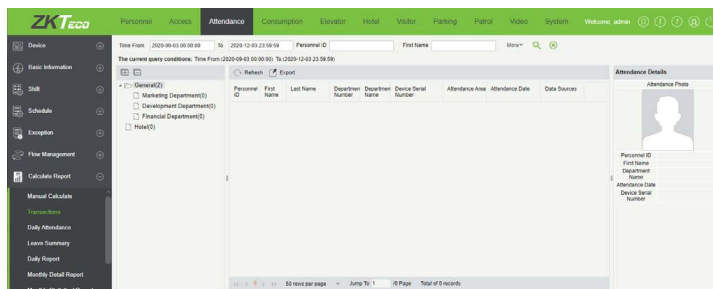 ZKTECO
Personnel Access Attendance Consumption Elevator Hotel Visitor Parking Patrol Video System Welcome, admin
Device
Basic Information
Shift
Schedule
Exception
Flow Management
Calculate Report
Manual Calculate
Transactions
Daily Attendance
Leave Summary
Daily Report
Monthly Detail Report
Time From 2020-09-03 00:00:00 To 2020-12-03 23:59:59 Personnel ID First Name More
The current query conditions: Time From:(2020-09-03 00:00:00) To:(2020-12-03 23:59:59)
General(2)
Marketing Department(0)
Development Department(0)
Financial Department(0)
Hotel(0)
Refresh Export
Personnel ID First Name Last Name Departmen Number Departmen Name Device Serial Number Attendance Area Attendance Date Data Sources
50 rows per page Jump To 1 /0 Page Total of 0 records
Attendance Details
Attendance Photo
Personnel ID
First Name
Department Name
Attendance Date
Device Serial Number